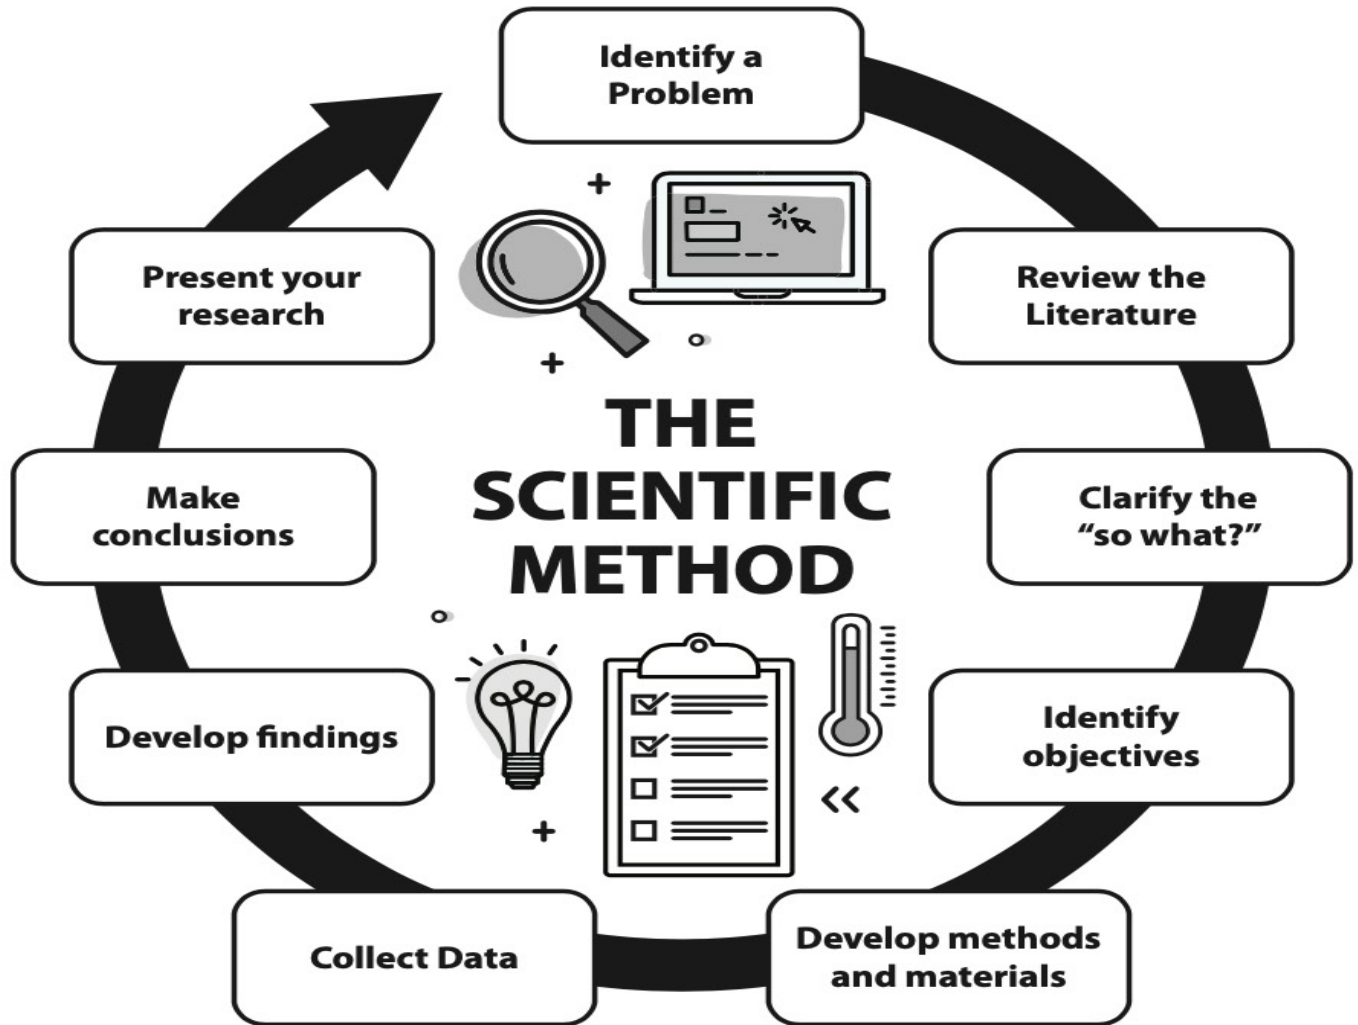 Identify a
Problem
Review the
Literature
Clarify the
“so what?”
Identify
objectives
Develop methods
and materials
Collect Data
Develop findings
Make
conclusions
Present your
research
THE
SCIENTIFIC
METHOD